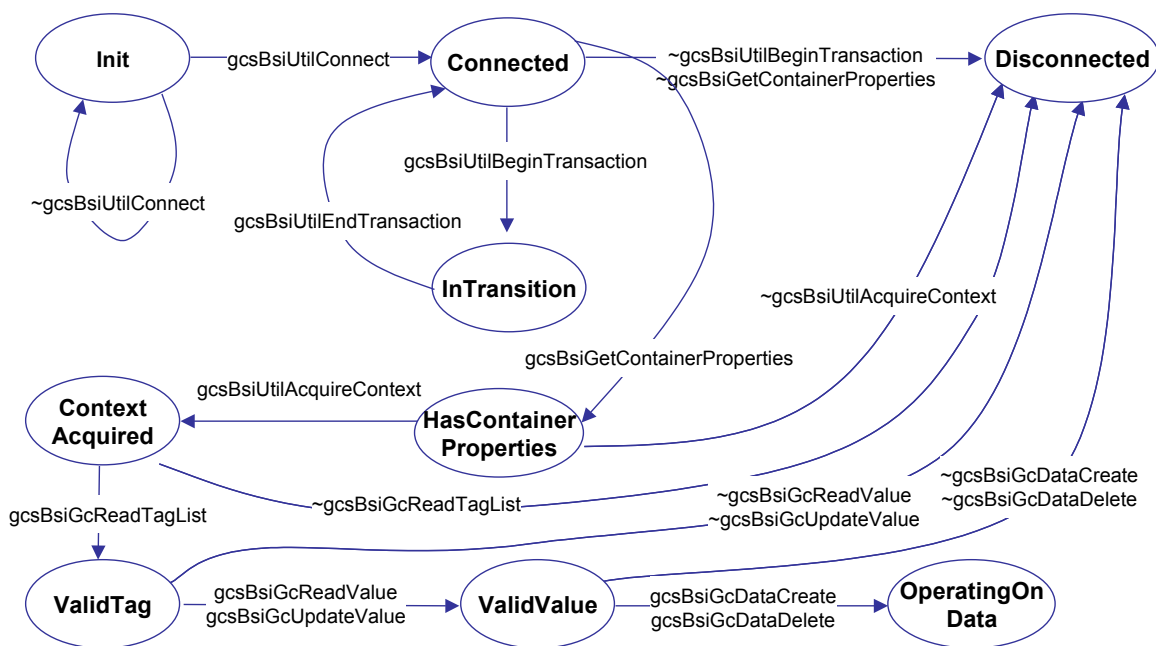 Init
gcsBsiUtilConnect
Connected
~gcsBsiUtilBeginTransaction
~gcsBsiGetContainerProperties
Disconnected
~gcsBsiUtilConnect
gcsBsiUtilBeginTransaction
gcsBsiUtilEndTransaction
InTransition
~gcsBsiUtilAcquireContext
gcsBsiGetContainerProperties
gcsBsiUtilAcquireContext
Context
Acquired
HasContainer
Properties
gcsBsiGcReadTagList
~gcsBsiGcReadTagList
~gcsBsiGcReadValue
~gcsBsiGcUpdateValue
~gcsBsiGcDataCreate
~gcsBsiGcDataDelete
ValidTag
gcsBsiGcReadValue
gcsBsiGcUpdateValue
ValidValue
gcsBsiGcDataCreate
gcsBsiGcDataDelete
OperatingOn
Data